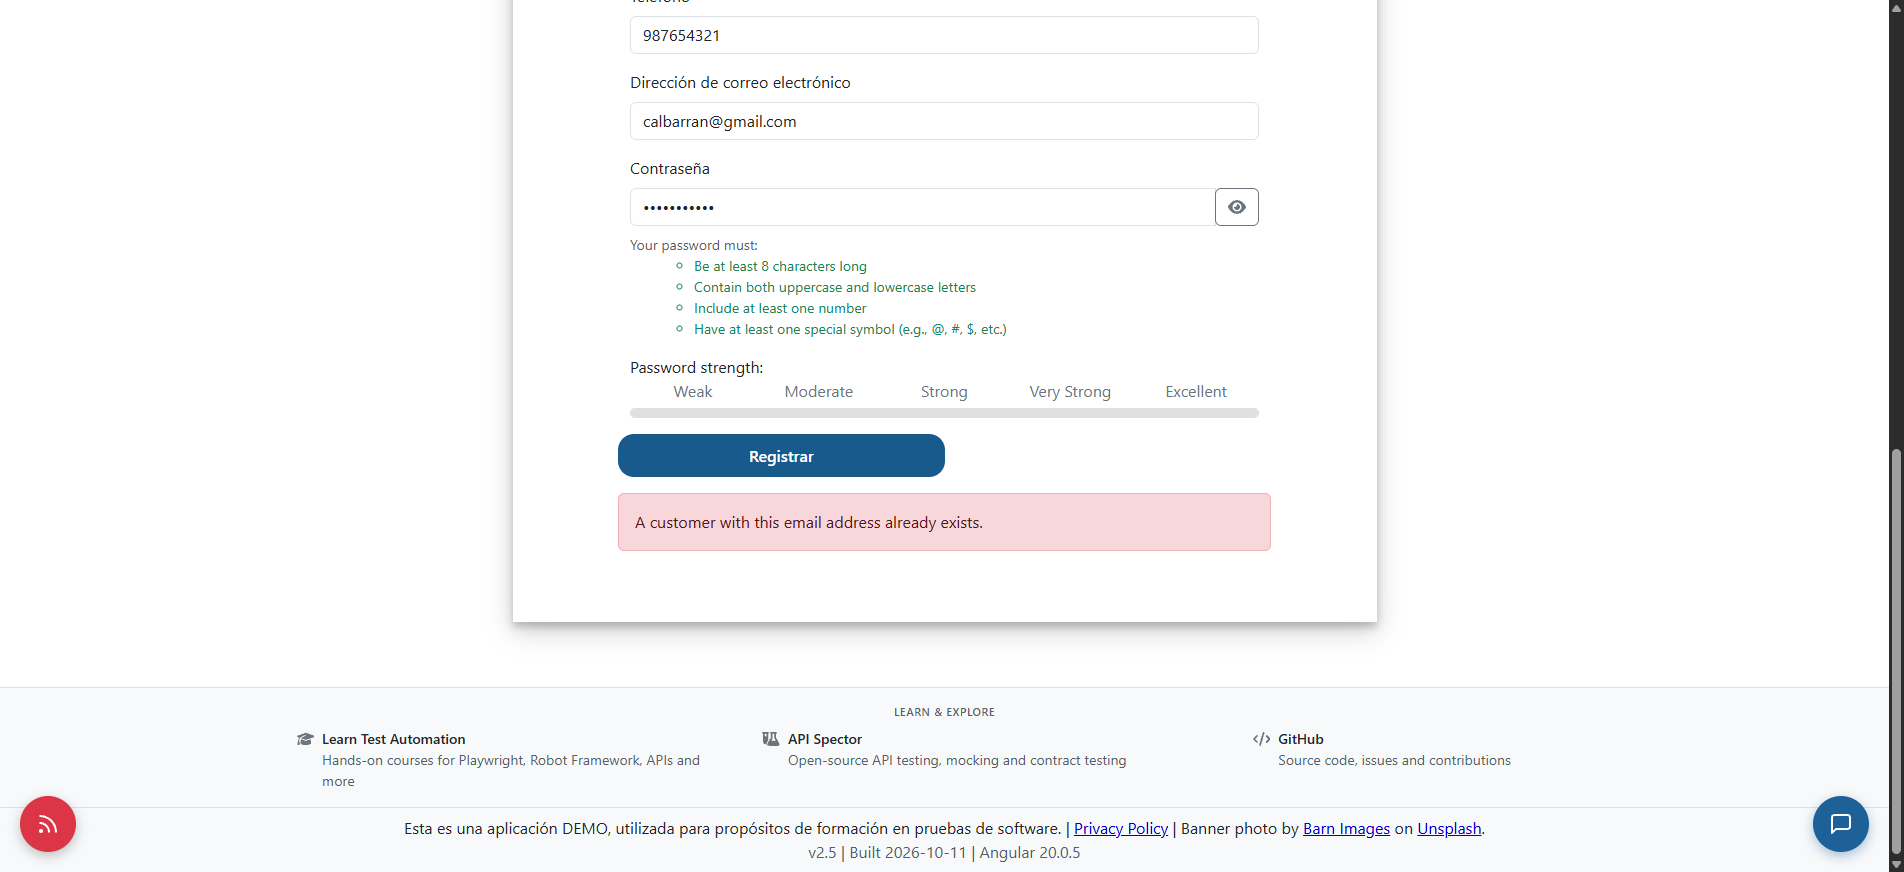 Teléfono
987654321
Dirección de correo electrónico
calbarran@gmail.com
Contraseña
•••••••••••
Your password must:
Be at least 8 characters long
Contain both uppercase and lowercase letters
Include at least one number
Have at least one special symbol (e.g., @, #, $, etc.)
Password strength:
Weak Moderate Strong Very Strong Excellent
Registrar
A customer with this email address already exists.
LEARN & EXPLORE
Learn Test Automation
Hands-on courses for Playwright, Robot Framework, APIs and
more
API Spector
Open-source API testing, mocking and contract testing
GitHub
Source code, issues and contributions
Esta es una aplicación DEMO, utilizada para propósitos de formación en pruebas de software. | Privacy Policy | Banner photo by Barn Images on Unsplash.
v2.5 | Built 2026-10-11 | Angular 20.0.5